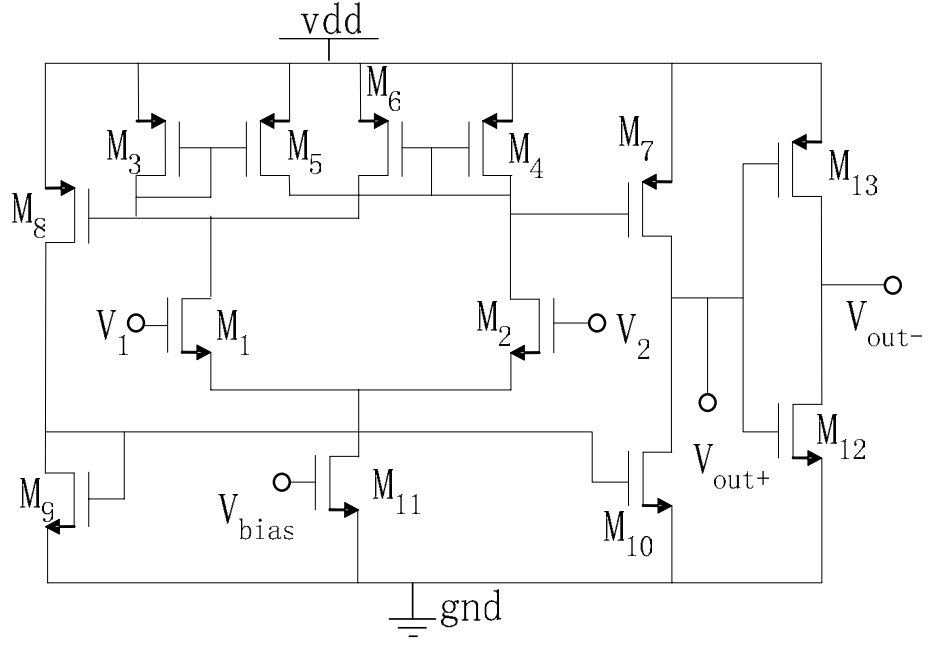 vdd
M6
M3
M5
M4
M7
M13
M8
V1
M1
M2
V2
Vout-
M9
Vbias
M11
Vout+
M12
M10
gnd